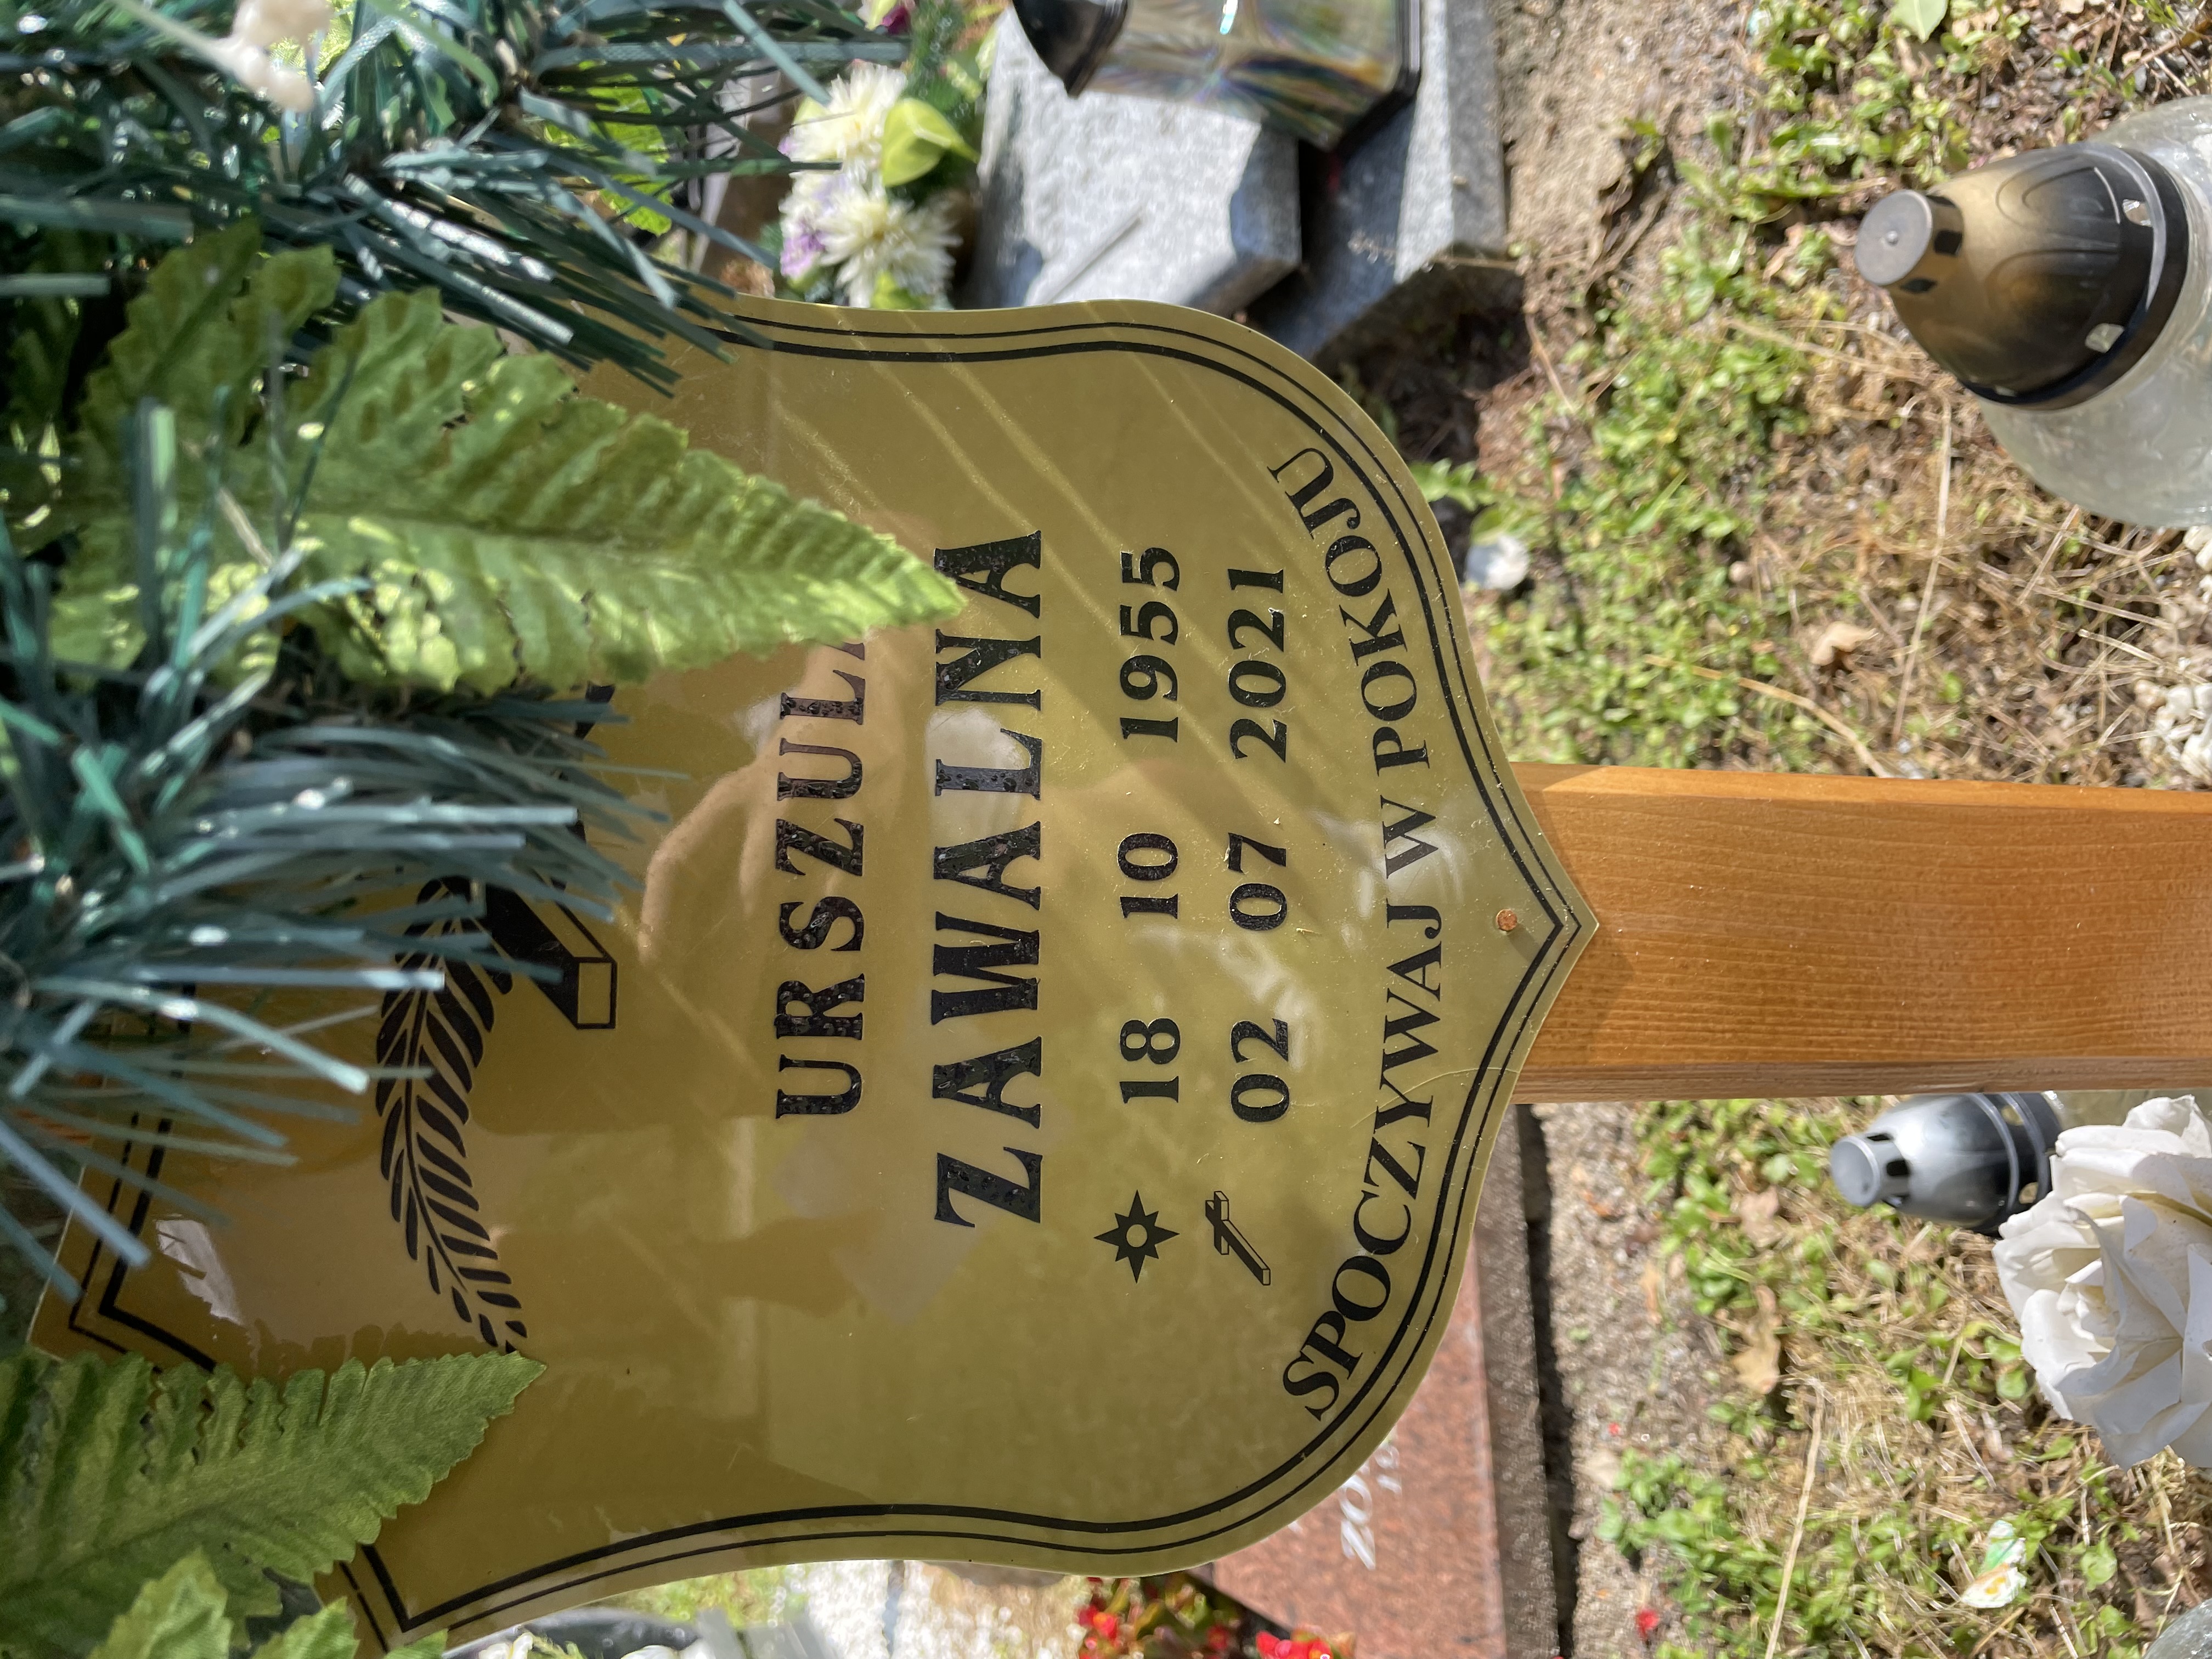 URSZULA
ZAWALNA
18 10 1955
02 07 2021
SPOCZYWAJ W POKOJU